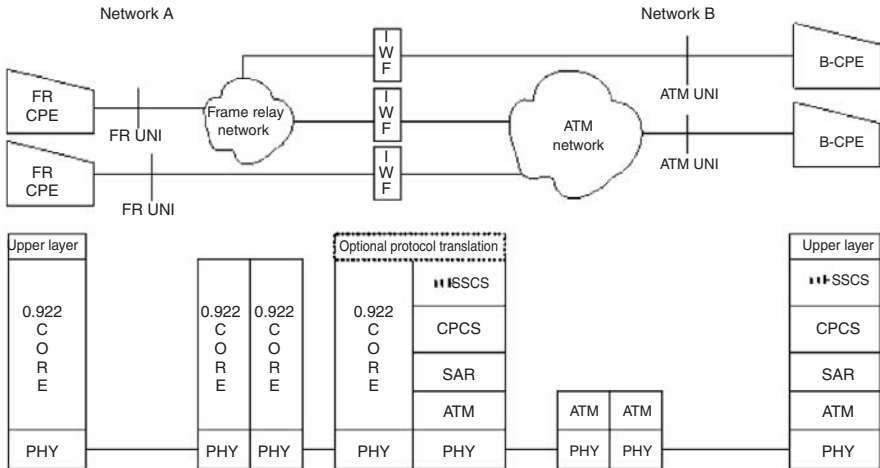 Network A
Network B
I
W
F
B-CPE
FR
CPE
Frame relay
network
FR UNI
I
W
F
ATM
network
ATM UNI
B-CPE
FR
CPE
FR UNI
I
W
F
ATM UNI
Upper layer
Optional protocol translation
Upper layer
0.922
C
O
R
E
PHY
0.922
C
O
R
E
PHY
0.922
C
O
R
E
PHY
0.922
C
O
R
E
PHY
SSCS
CPCS
SAR
ATM
PHY
ATM
PHY
ATM
PHY
SSCS
CPCS
SAR
ATM
PHY